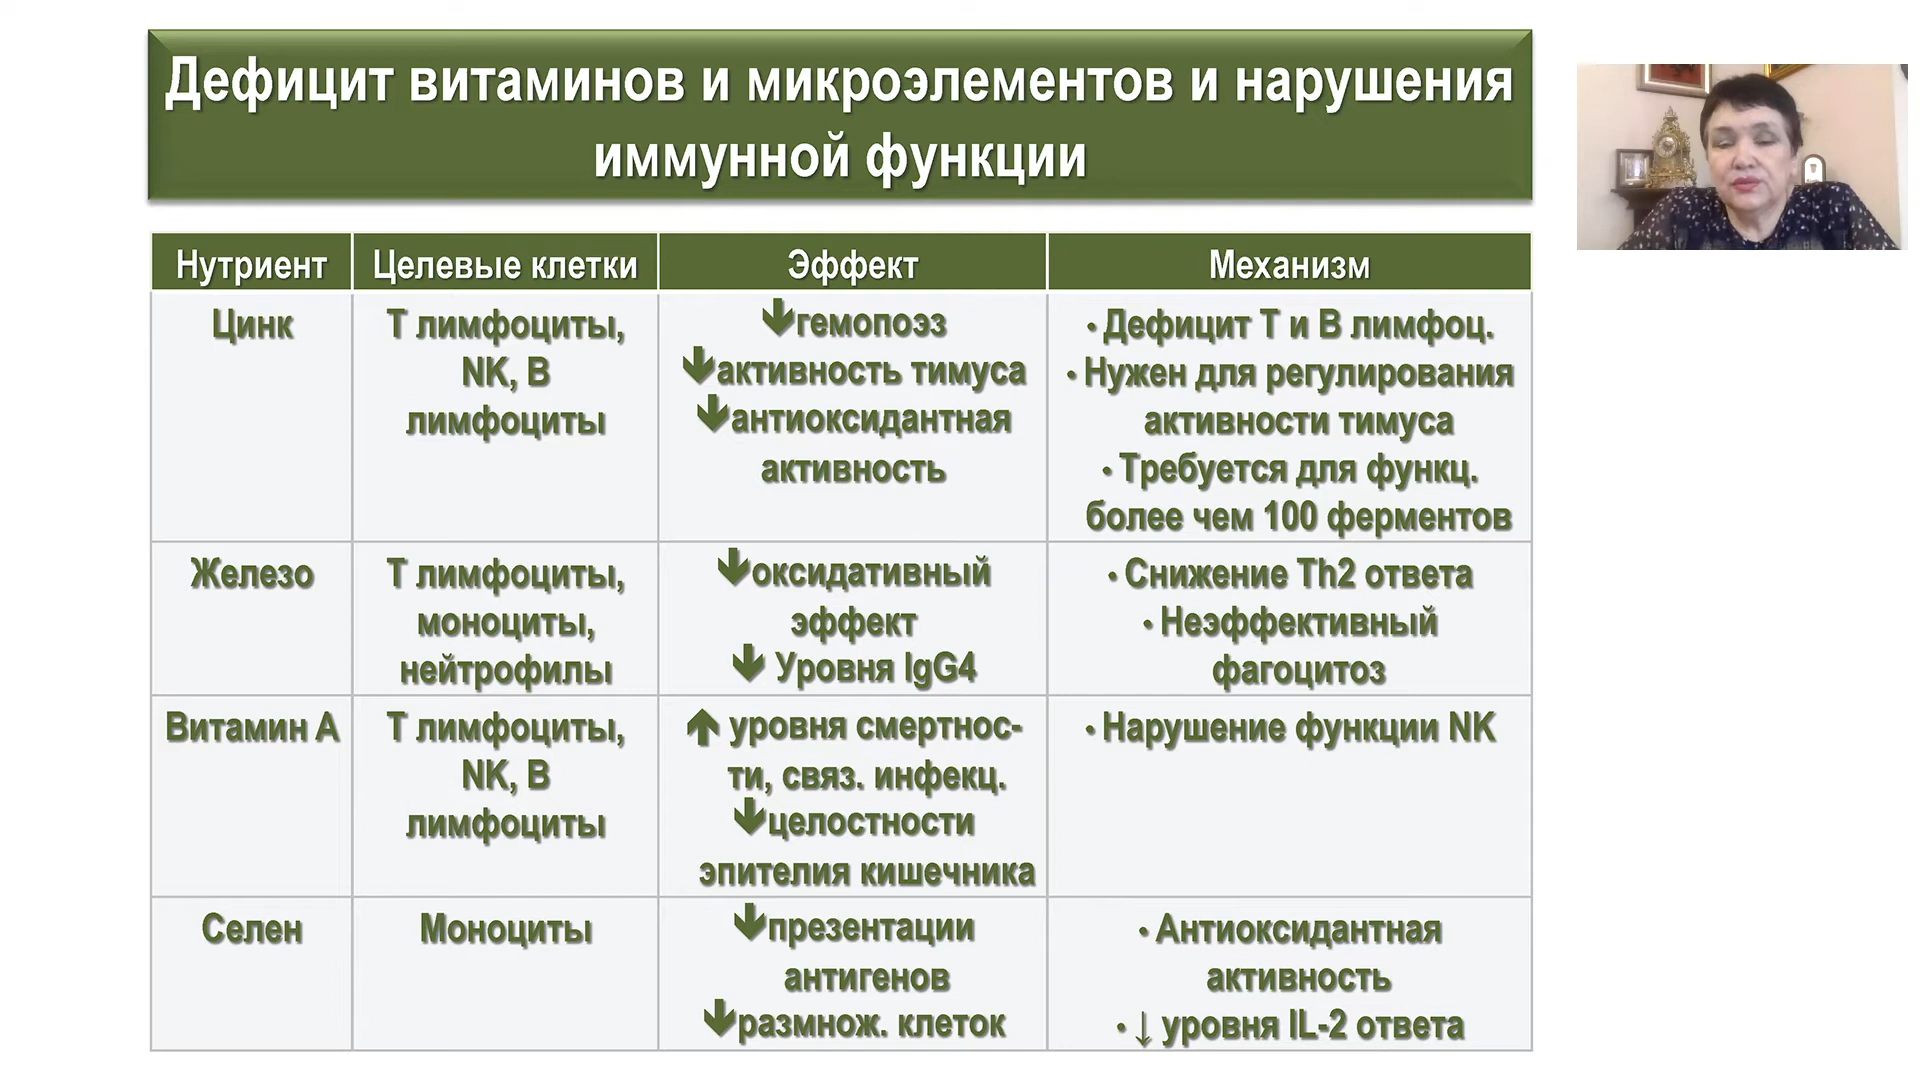 Дефицит витаминов и микроэлементов и нарушения
иммунной функции
Нутриент
Целевые клетки
Эффект
Механизм
Цинк
Т лимфоциты,
NK, В
лимфоциты
🡻гемопоэз
🡻активность тимуса
🡻антиоксидантная
активность
• Дефицит Т и В лимфоц.
• Нужен для регулирования
активности тимуса
• Требуется для функц.
более чем 100 ферментов
Железо
Т лимфоциты,
моноциты,
нейтрофилы
🡻оксидативный
эффект
🡻 Уровня IgG4
• Снижение Th2 ответа
• Неэффективный
фагоцитоз
Витамин А
Т лимфоциты,
NK, В
лимфоциты
🡹 уровня смертнос-
ти, связ. инфекц.
🡻целостности
эпителия кишечника
• Нарушение функции NK
Селен
Моноциты
🡻презентации
антигенов
🡻размнож. клеток
• Антиоксидантная
активность
• ↓ уровня IL-2 ответа